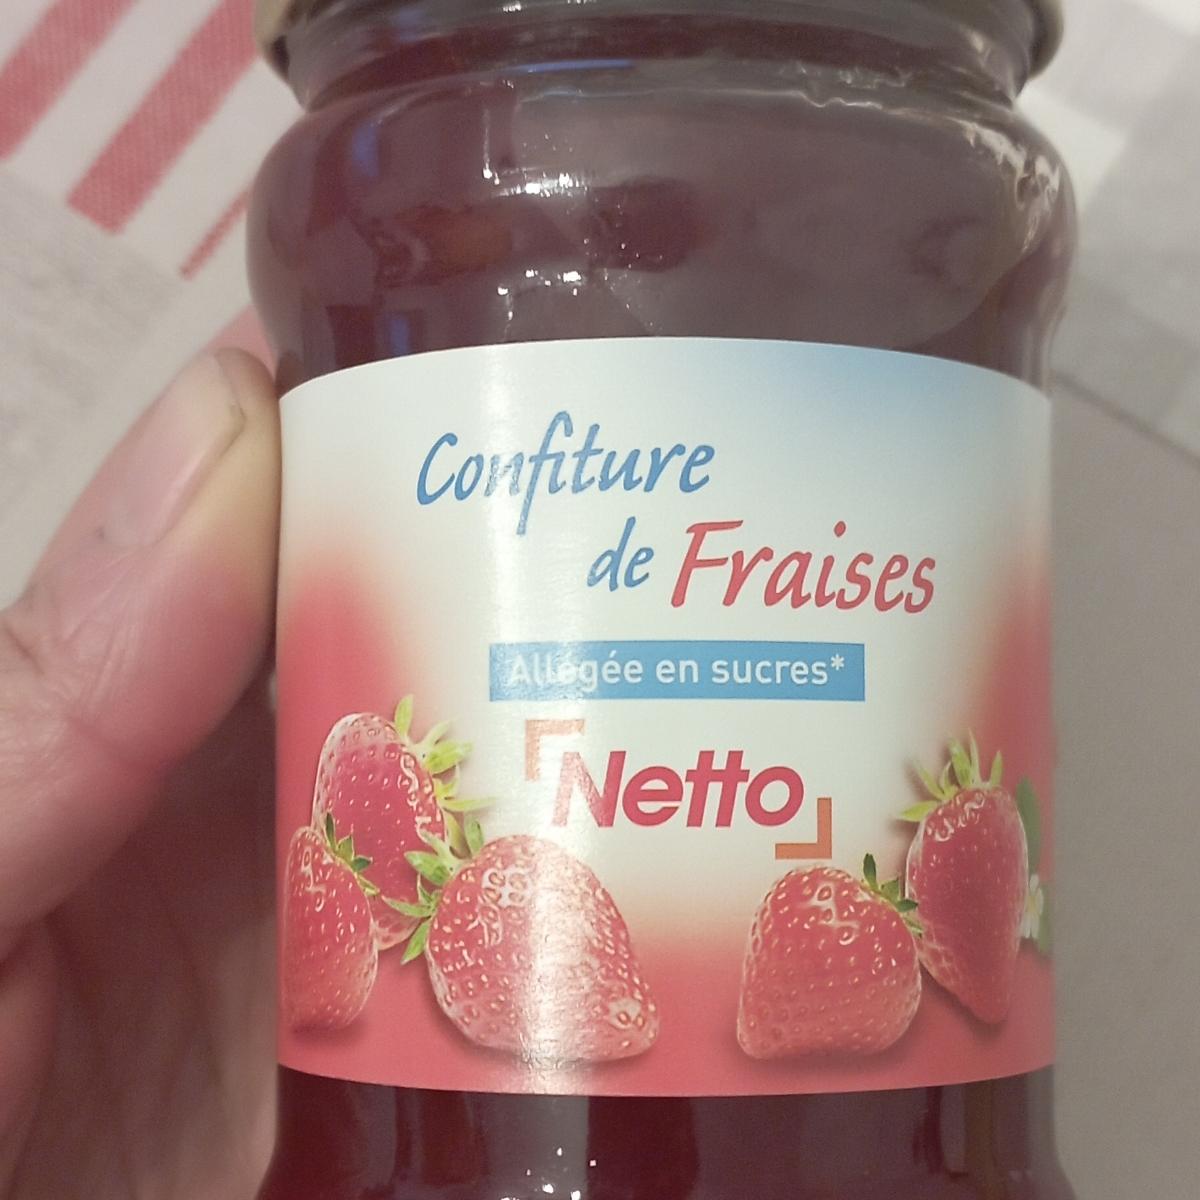 Confiture
de Fraises
Allégée en sucres*
Netto